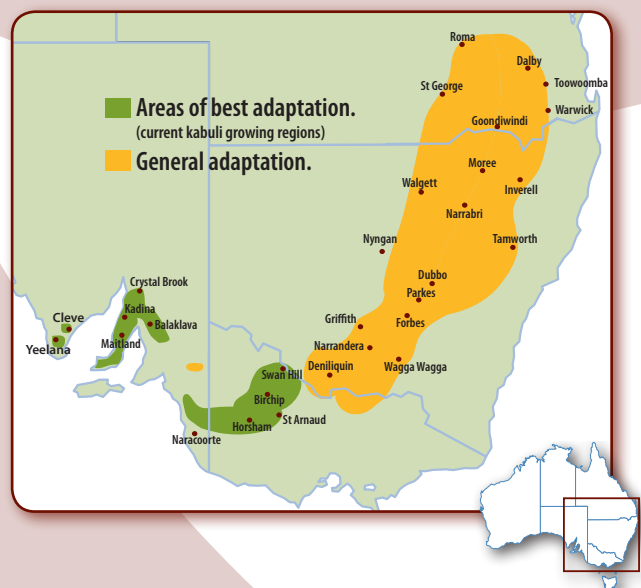 Roma
Dalby
St George
Toowoomba
Areas of best adaptation.
(current kabuli growing regions)
Warwick
Goondiwindi
General adaptation.
Moree
Walgett
Inverell
Narrabri
Nyngan
Tamworth
Crystal Brook
Dubbo
Parkes
Kadina
Cleve
Balaklava
Griffith
Forbes
Yeelana
Maitland
Narrandera
Deniliquin
Wagga Wagga
Swan Hill
Birchip
St Arnaud
Horsham
Naracoorte